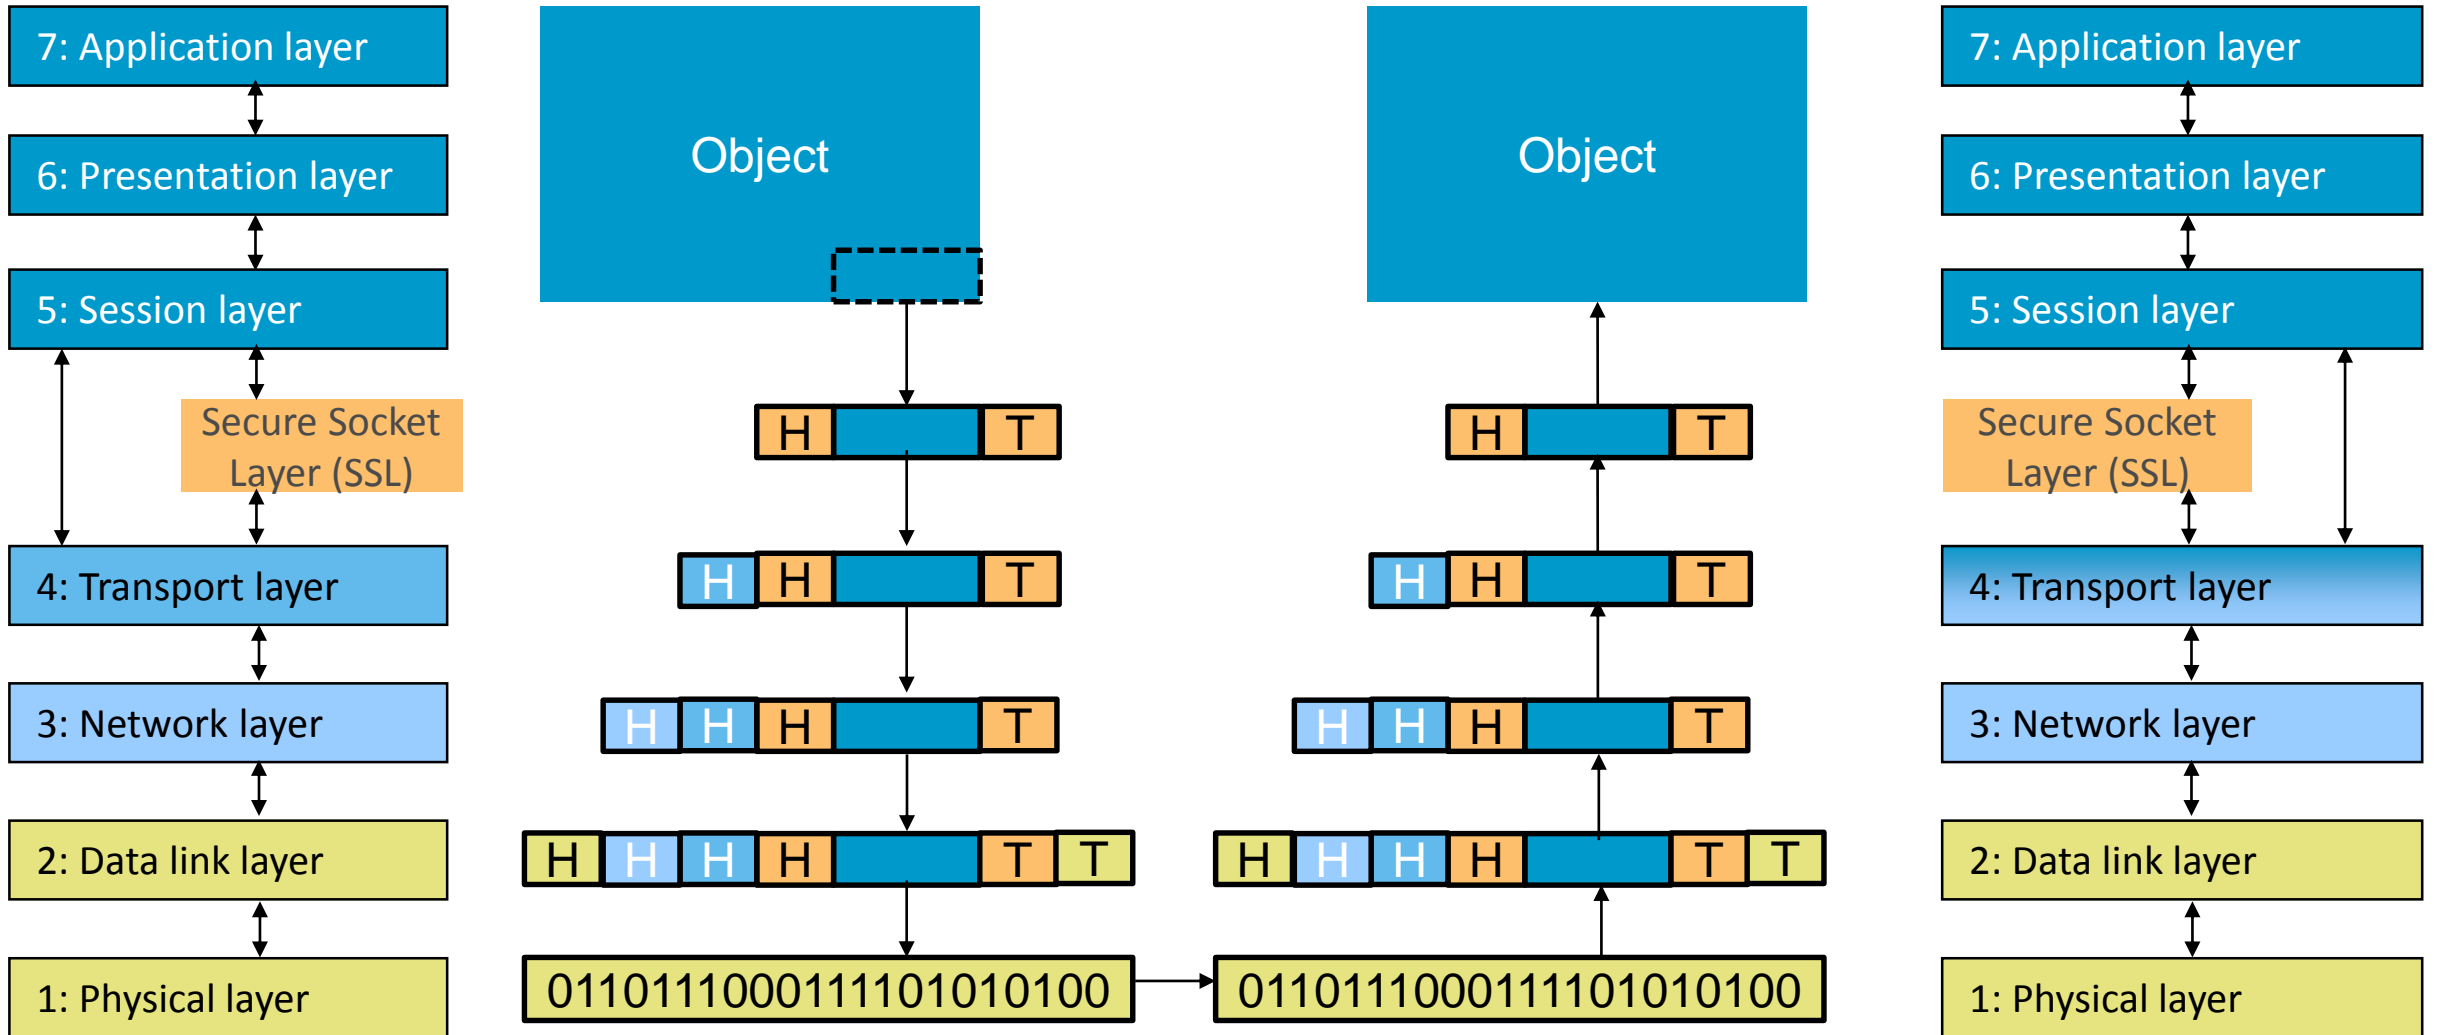 7: Application layer
6: Presentation layer
5: Session layer
Secure Socket
Layer (SSL)
4: Transport layer
3: Network layer
2: Data link layer
1: Physical layer
Object
H T
H H T
H H H T
H H H H T T
0110111000111101010100
Object
H T
H H T
H H H T
H H H H T T
0110111000111101010100
7: Application layer
6: Presentation layer
5: Session layer
Secure Socket
Layer (SSL)
4: Transport layer
3: Network layer
2: Data link layer
1: Physical layer